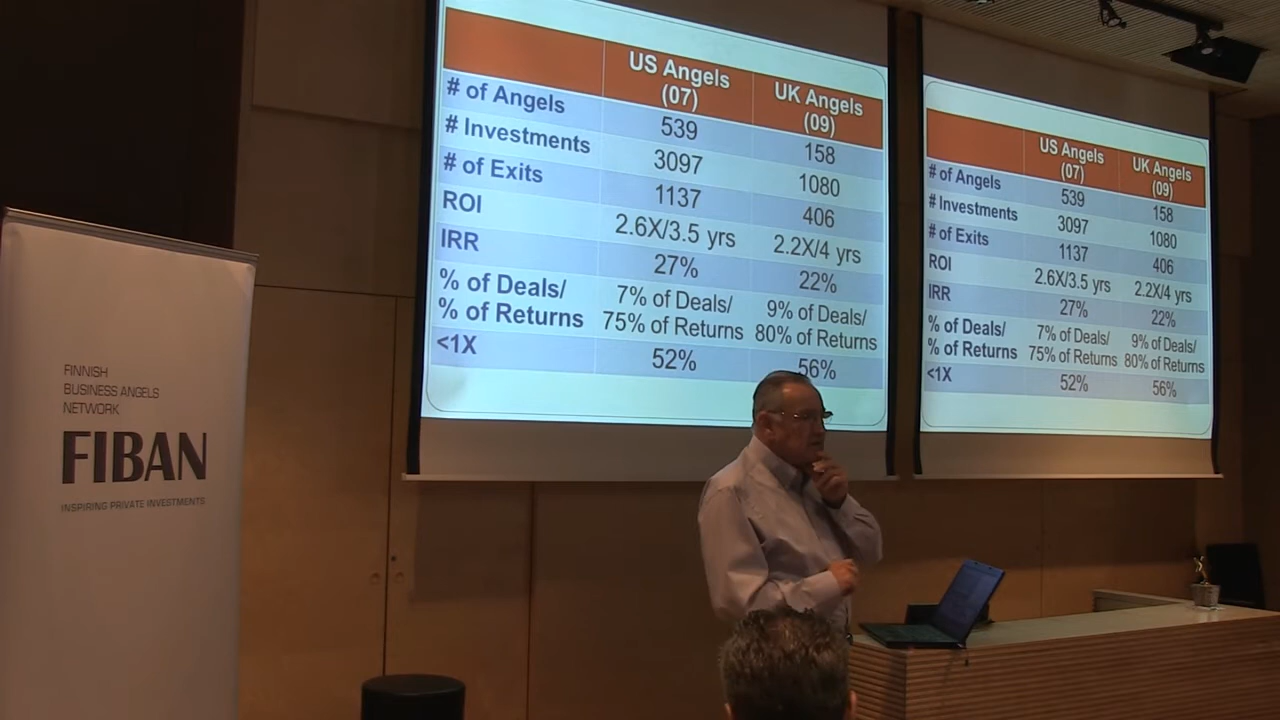 FINNISH
BUSINESS ANGELS
NETWORK
FIBAN
INSPIRING PRIVATE INVESTMENTS
US Angels UK Angels
(07) (09)
# of Angels 539 158
# Investments 3097 1080
# of Exits 1137 406
ROI 2.6X/3.5 yrs 2.2X/4 yrs
IRR 27% 22%
% of Deals/ 7% of Deals/ 9% of Deals/
% of Returns 75% of Returns 80% of Returns
<1X 52% 56%
US Angels UK Angels
(07) (09)
# of Angels 539 158
# Investments 3097 1080
# of Exits 1137 406
ROI 2.6X/3.5 yrs 2.2X/4 yrs
IRR 27% 22%
% of Deals/ 7% of Deals/ 9% of Deals/
% of Returns 75% of Returns 80% of Returns
<1X 52% 56%